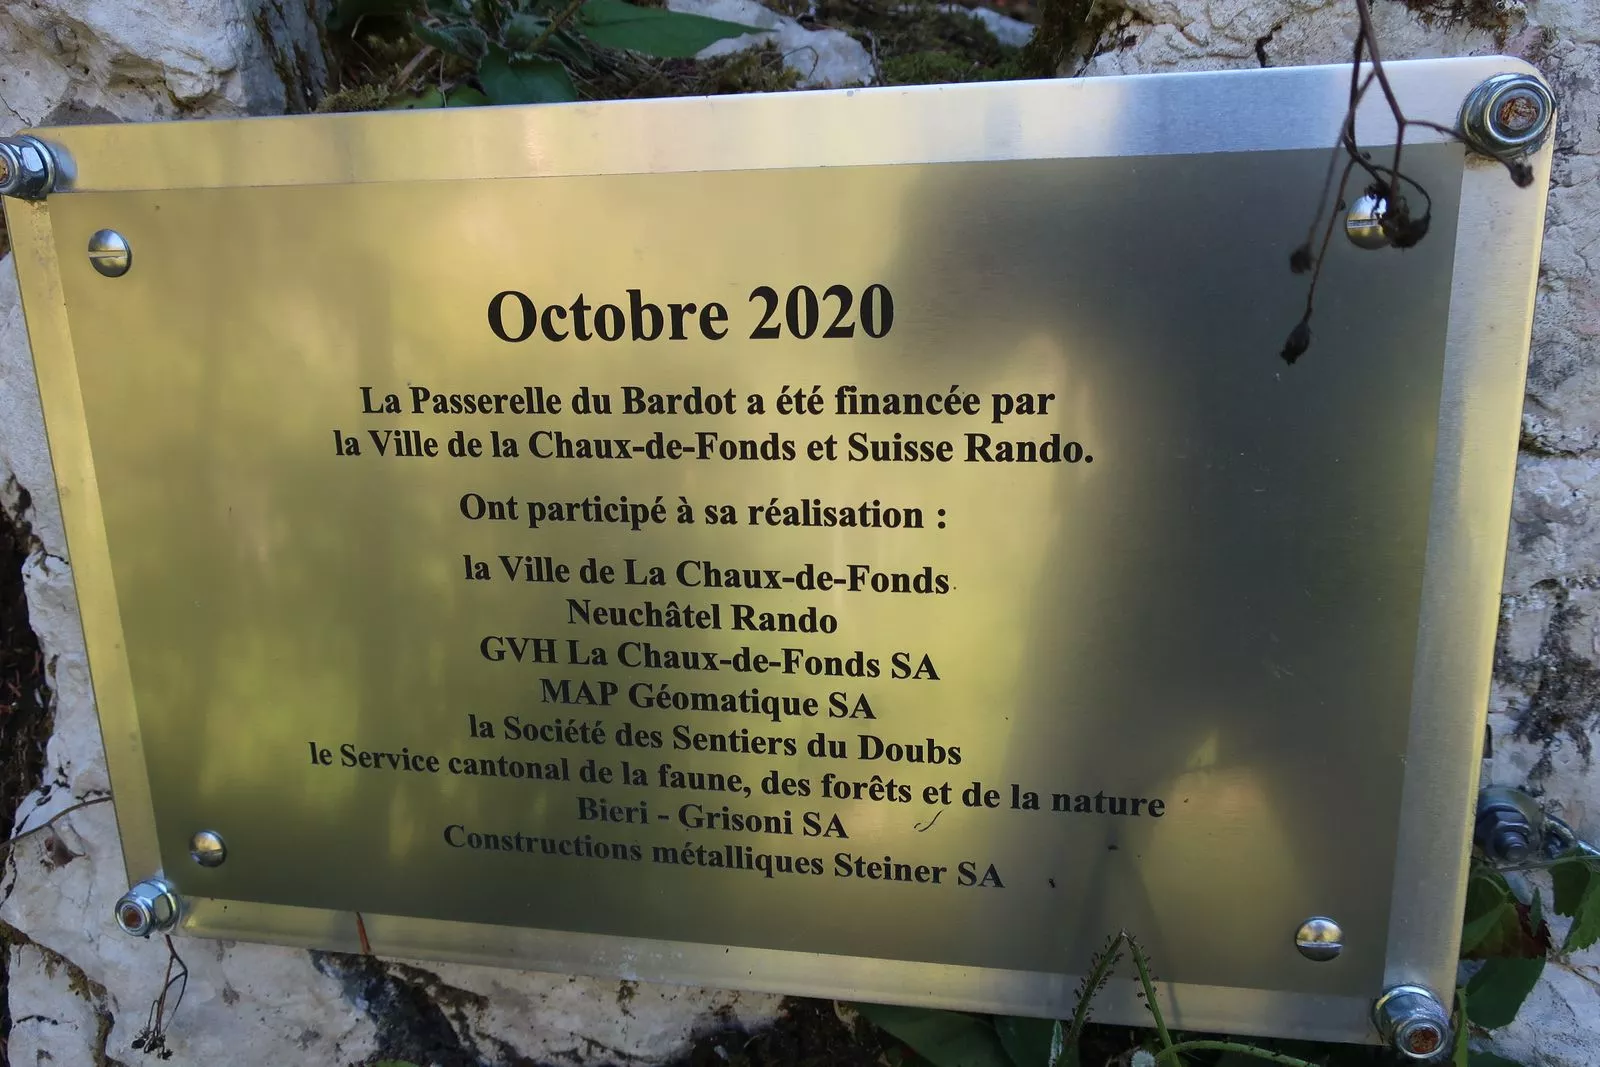 Octobre 2020
La Passerelle du Bardot a été financée par
la Ville de la Chaux-de-Fonds et Suisse Rando.
Ont participé à sa réalisation :
la Ville de La Chaux-de-Fonds
Neuchâtel Rando
GVH La Chaux-de-Fonds SA
MAP Géomatique SA
la Société des Sentiers du Doubs
le Service cantonal de la faune, des forêts et de la nature
Bieri - Grisoni SA
Constructions métalliques Steiner SA